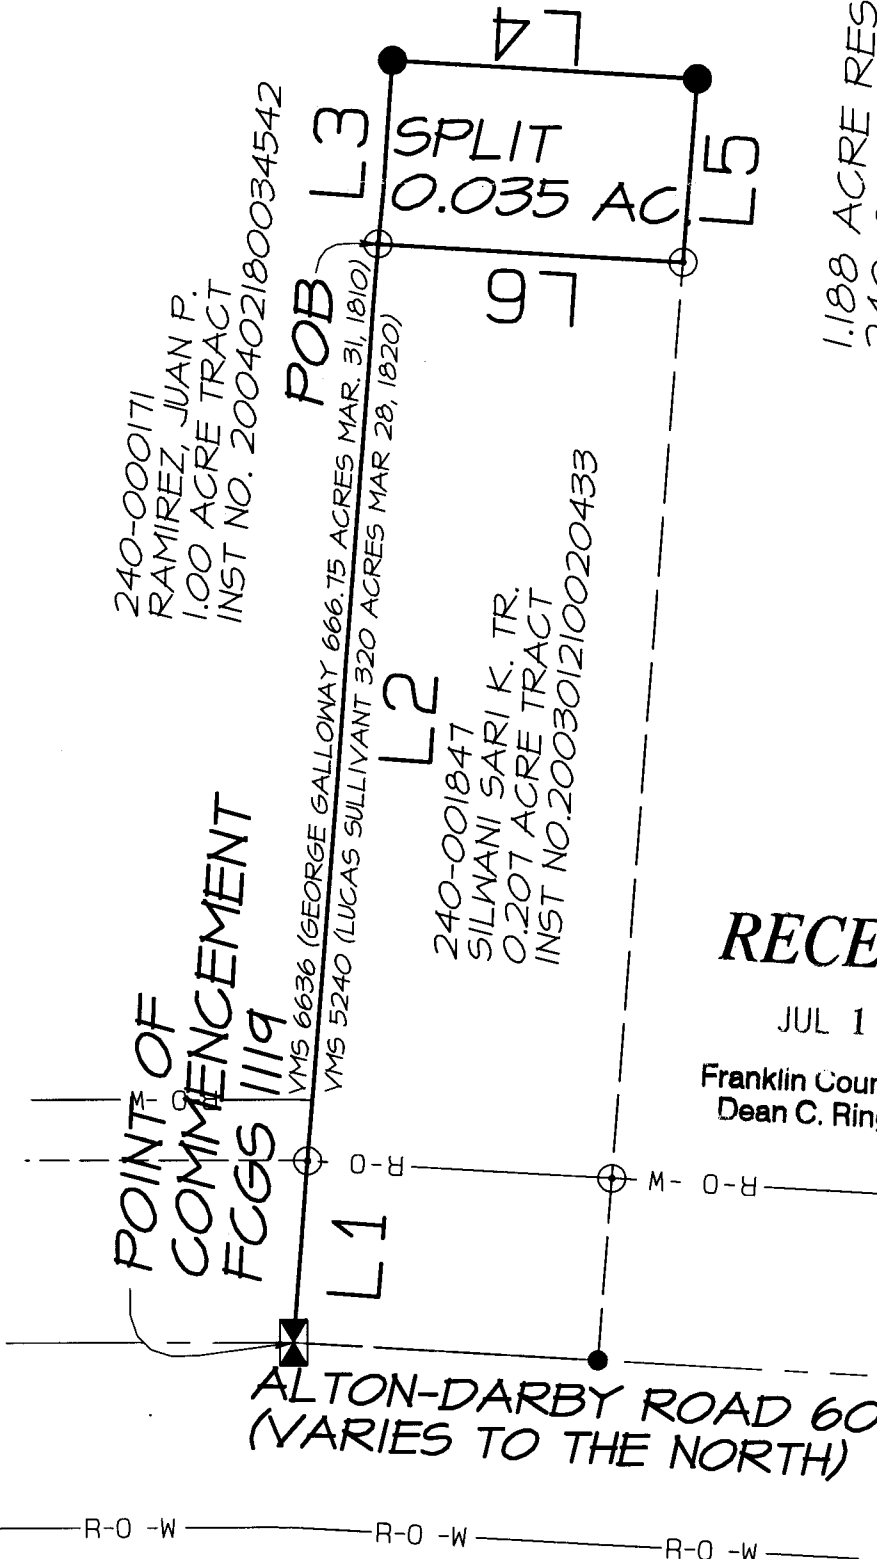 L4
L3
SPLIT
0.035 AC.
L5
1.188 ACRE RES
L6
POB
240-000171
RAMIREZ, JUAN P.
1.00 ACRE TRACT
INST NO. 200402180034542
VMS 6636 (GEORGE GALLOWAY 666.75 ACRES MAR. 31, 1810)
VMS 5240 (LUCAS SULLIVANT 320 ACRES MAR 28, 1820)
L2
240-001847
SILWANI SARI K. TR.
0.207 ACRE TRACT
INST NO.200301210020433
RECE
JUL 1
Franklin Coun
Dean C. Ring
POINT OF
COMMENCEMENT
FCGS 1119
R-O -W
R-O
R-O -W
L1
ALTON-DARBY ROAD 60
(VARIES TO THE NORTH)
R-O -W R-O -W R-O -W